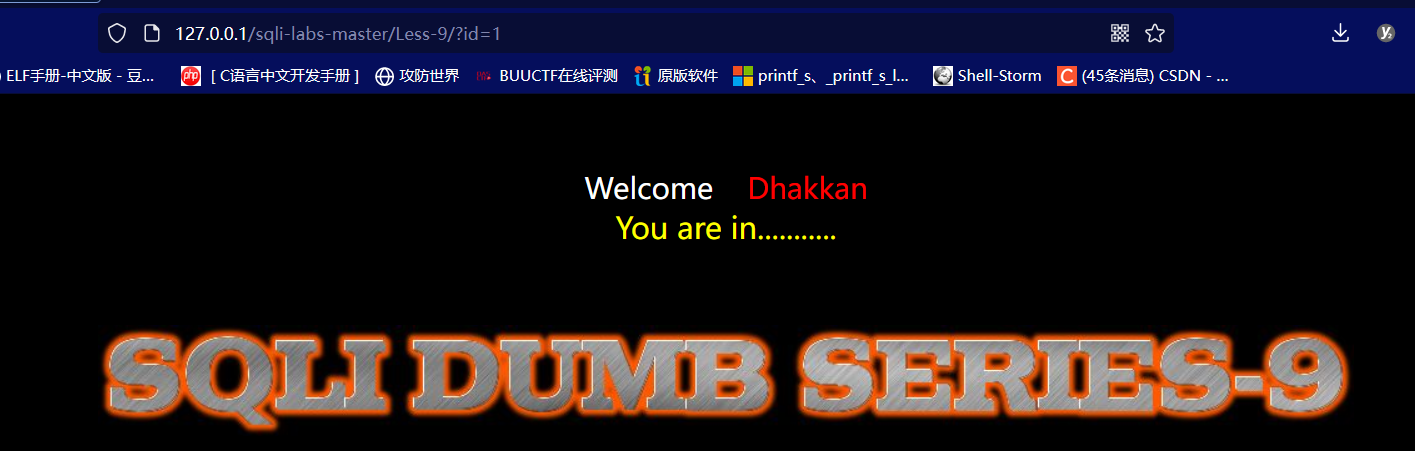 127.0.0.1/sqli-labs-master/Less-9/?id=1
ELF手册-中文版 - 豆... [ C语言中文开发手册 ] 攻防世界 BUUCTF在线评测 原版软件 printf_s、_printf_s_l... Shell-Storm (45条消息) CSDN - ...
Welcome Dhakkan
You are in...........
SQLI DUMB SERIES-9